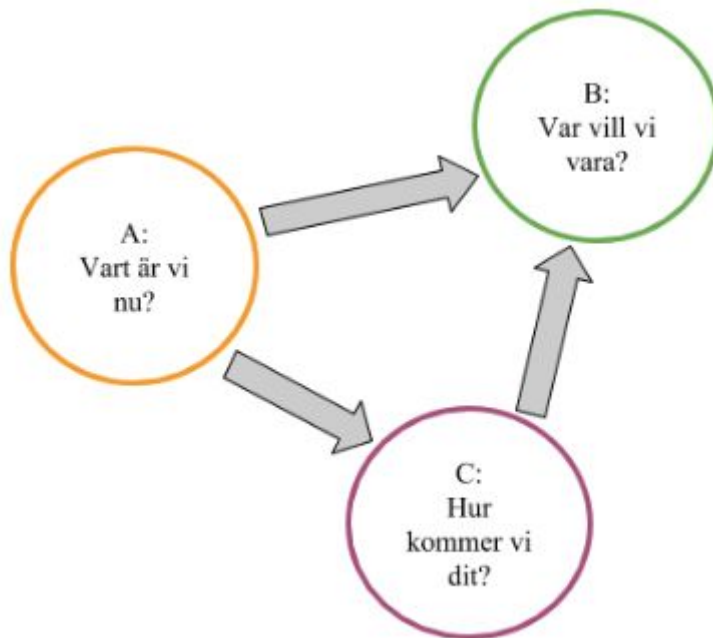 A:
Vart är vi
nu?
B:
Var vill vi
vara?
C:
Hur
kommer vi
dit?